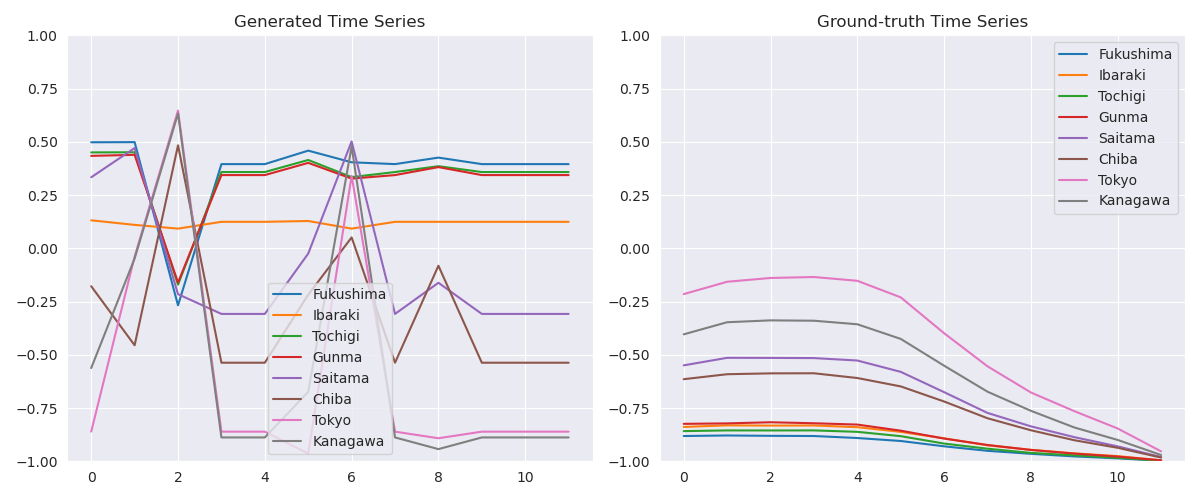 Generated Time Series
1.00
0.75
0.50
0.25
0.00
−0.25
−0.50
−0.75
−1.00
0 2 4 6 8 10
Fukushima
Ibaraki
Tochigi
Gunma
Saitama
Chiba
Tokyo
Kanagawa
Ground-truth Time Series
1.00
0.75
0.50
0.25
0.00
−0.25
−0.50
−0.75
−1.00
0 2 4 6 8 10
Fukushima
Ibaraki
Tochigi
Gunma
Saitama
Chiba
Tokyo
Kanagawa